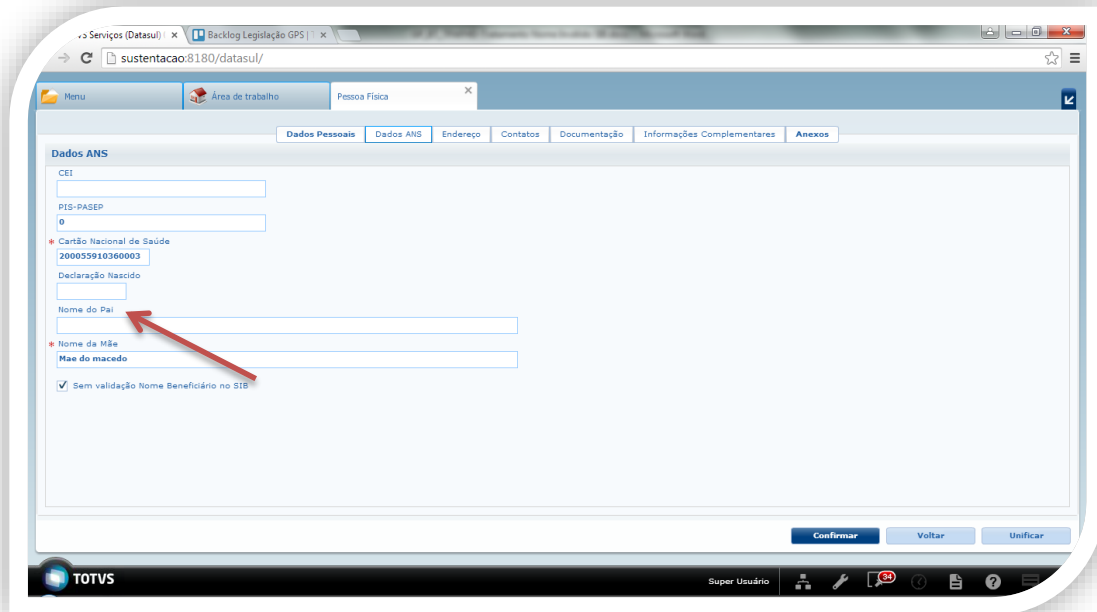 Serviços (Datasul)
Backlog Legislação GPS | T
sustentacao:8180/datasul/
Menu
Área de trabalho
Pessoa Física
Dados Pessoais
Dados ANS
Endereço
Contatos
Documentação
Informações Complementares
Anexos
Dados ANS
CEI
PIS-PASEP
0
* Cartão Nacional de Saúde
200055910360003
Declaração Nascido
Nome do Pai
* Nome da Mãe
Mae do macedo
Sem validação Nome Beneficiário no SIB
Confirmar
Voltar
Unificar
TOTVS
Super Usuário
34